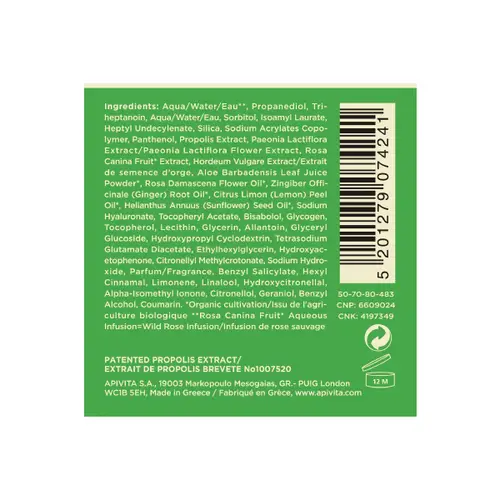 Ingredients: Aqua/Water/Eau**, Propanediol, Tri-
heptanoin, Aqua/Water/Eau, Sorbitol, Isoamyl Laurate,
Heptyl Undecylenate, Silica, Sodium Acrylates Copo-
lymer, Panthenol, Propolis Extract, Paeonia Lactiflora
Extract/Paeonia Lactiflora Flower Extract, Rosa
Canina Fruit* Extract, Hordeum Vulgare Extract/Extrait
de semence d'orge, Aloe Barbadensis Leaf Juice
Powder*, Rosa Damascena Flower Oil*, Zingiber Offi-
cinale (Ginger) Root Oil*, Citrus Limon (Lemon) Peel
Oil*, Helianthus Annuus (Sunflower) Seed Oil*, Sodium
Hyaluronate, Tocopheryl Acetate, Bisabolol, Glycogen,
Tocopherol, Lecithin, Glycerin, Allantoin, Glyceryl
Glucoside, Hydroxypropyl Cyclodextrin, Tetrasodium
Glutamate Diacetate, Ethylhexylglycerin, Hydroxyac-
etophenone, Citronellyl Methylcrotonate, Sodium Hydro-
xide, Parfum/Fragrance, Benzyl Salicylate, Hexyl
Cinnamal, Limonene, Linalool, Hydroxycitronellal,
Alpha-Isomethyl Ionone, Citronellol, Geraniol, Benzyl
Alcohol, Coumarin. *Organic cultivation/Issu de l'agri-
culture biologique **Rosa Canina Fruit* Aqueous
Infusion=Wild Rose Infusion/Infusion de rose sauvage
5 201279 074241
50-70-80-483
CNP: 6609024
CNK: 4197349
PATENTED PROPOLIS EXTRACT/
EXTRAIT DE PROPOLIS BREVETE No1007520
APIVITA S.A., 19003 Markopoulo Mesogaias, GR.- PUIG London
WC1B 5EH, Made in Greece / Fabriqué en Grèce, www.apivita.com
12 M